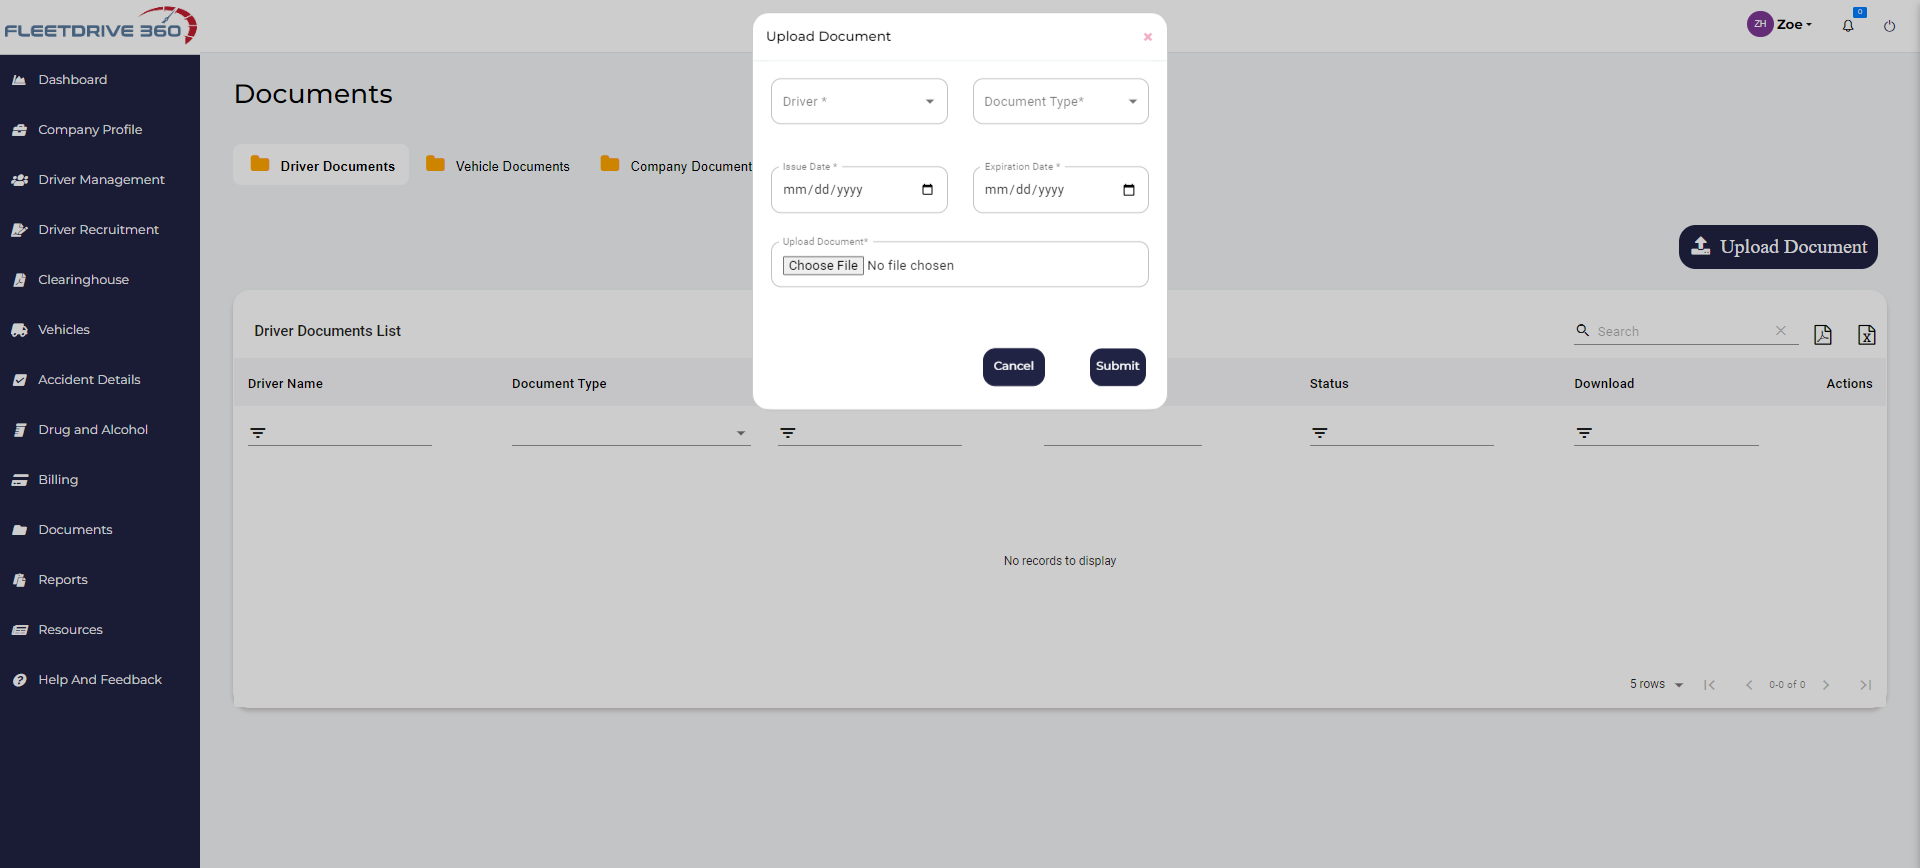 FLEETDRIVE 360
ZH Zoe
0
Dashboard
Company Profile
Driver Management
Driver Recruitment
Clearinghouse
Vehicles
Accident Details
Drug and Alcohol
Billing
Documents
Reports
Resources
Help And Feedback
Documents
Driver Documents
Vehicle Documents
Company Document
Upload Document
Driver Documents List
Search
Driver Name
Document Type
Status
Download
Actions
No records to display
5 rows
0-0 of 0
Upload Document
Driver *
Document Type*
Issue Date *
mm/dd/yyyy
Expiration Date *
mm/dd/yyyy
Upload Document*
Choose File No file chosen
Cancel
Submit